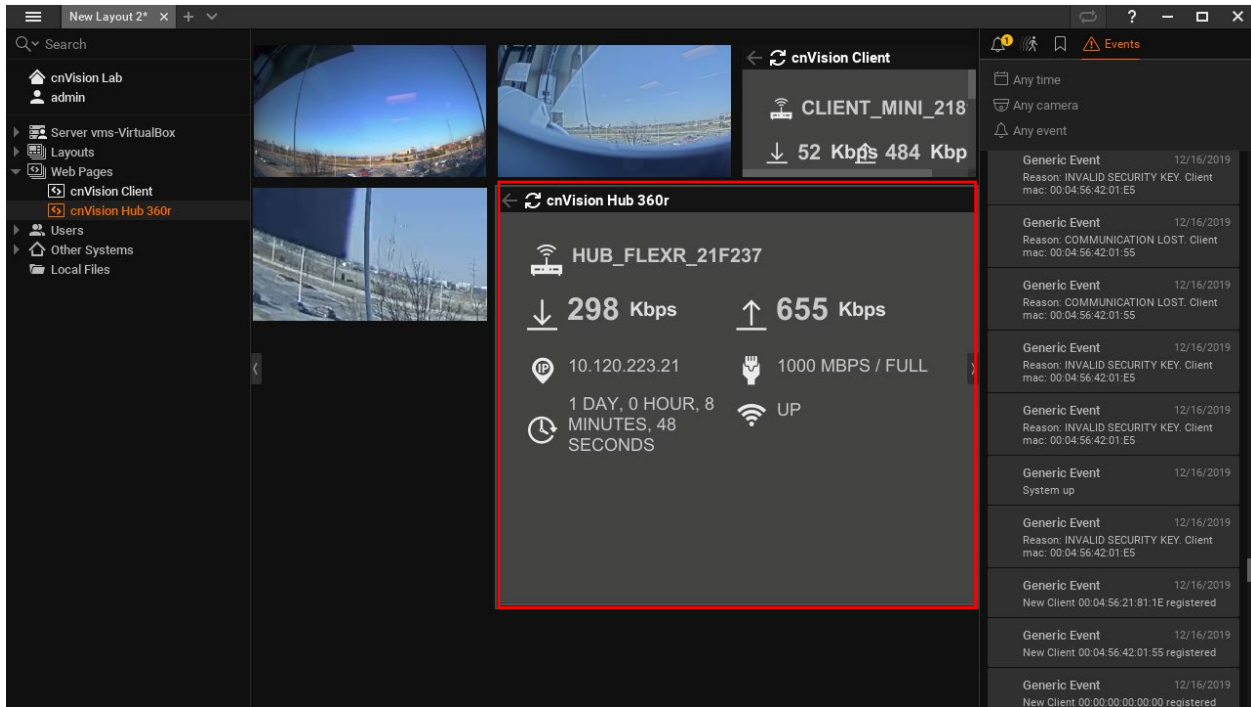 New Layout 2*
?
Search
cnVision Lab
admin
Server vms-VirtualBox
Layouts
Web Pages
cnVision Client
cnVision Hub 360r
Users
Other Systems
Local Files
cnVision Client
CLIENT_MINI_218
52 Kbps 484 Kbp
cnVision Hub 360r
HUB_FLEXR_21F237
298 Kbps
655 Kbps
IP
10.120.223.21
1000 MBPS / FULL
1 DAY, 0 HOUR, 8
MINUTES, 48
SECONDS
UP
1
Events
Any time
Any camera
Any event
Generic Event 12/16/2019
Reason: INVALID SECURITY KEY. Client
mac: 00:04:56:42:01:E5
Generic Event 12/16/2019
Reason: COMMUNICATION LOST. Client
mac: 00:04:56:42:01:55
Generic Event 12/16/2019
Reason: COMMUNICATION LOST. Client
mac: 00:04:56:42:01:55
Generic Event 12/16/2019
Reason: INVALID SECURITY KEY. Client
mac: 00:04:56:42:01:E5
Generic Event 12/16/2019
Reason: INVALID SECURITY KEY. Client
mac: 00:04:56:42:01:E5
Generic Event 12/16/2019
System up
Generic Event 12/16/2019
Reason: INVALID SECURITY KEY. Client
mac: 00:04:56:42:01:E5
Generic Event 12/16/2019
New Client 00:04:56:21:81:1E registered
Generic Event 12/16/2019
New Client 00:04:56:42:01:55 registered
Generic Event 12/16/2019
New Client 00:00:00:00:00:00 registered